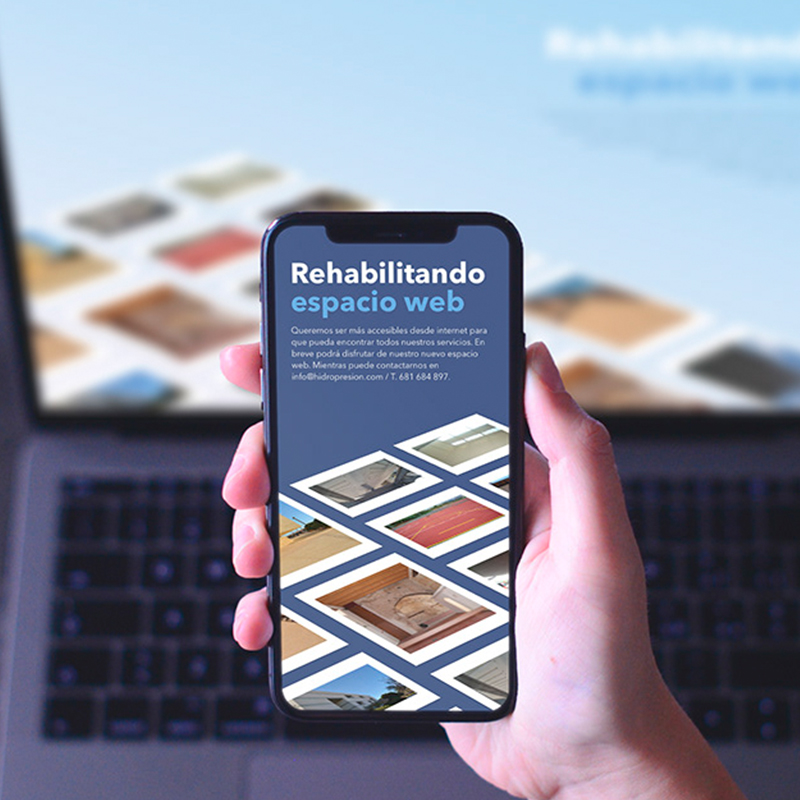 Rehabilitando
espacio web
Queremos ser más accesibles desde internet para
que pueda encontrar todos nuestros servicios. En
breve podrá disfrutar de nuestro nuevo espacio
web. Mientras puede contactarnos en
info@hidropresion.com / T. 681 684 897.
Rehabilitando
espacio we